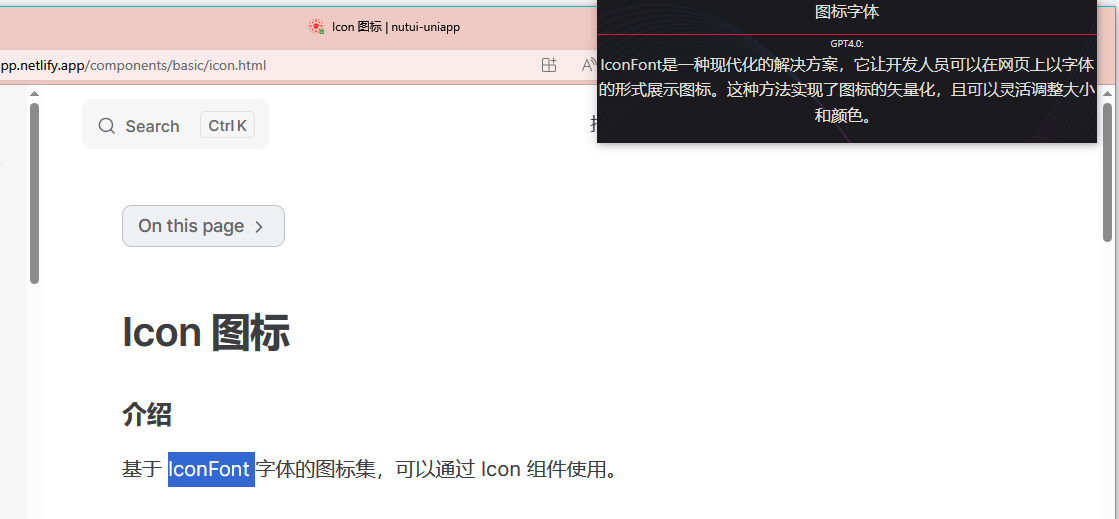 Icon 图标 | nutui-uniapp
pp.netlify.app/components/basic/icon.html
图标字体
GPT4.0:
IconFont是一种现代化的解决方案，它让开发人员可以在网页上以字体
的形式展示图标。这种方法实现了图标的矢量化，且可以灵活调整大小
和颜色。
Search Ctrl K
On this page
Icon 图标
介绍
基于 IconFont 字体的图标集，可以通过 Icon 组件使用。